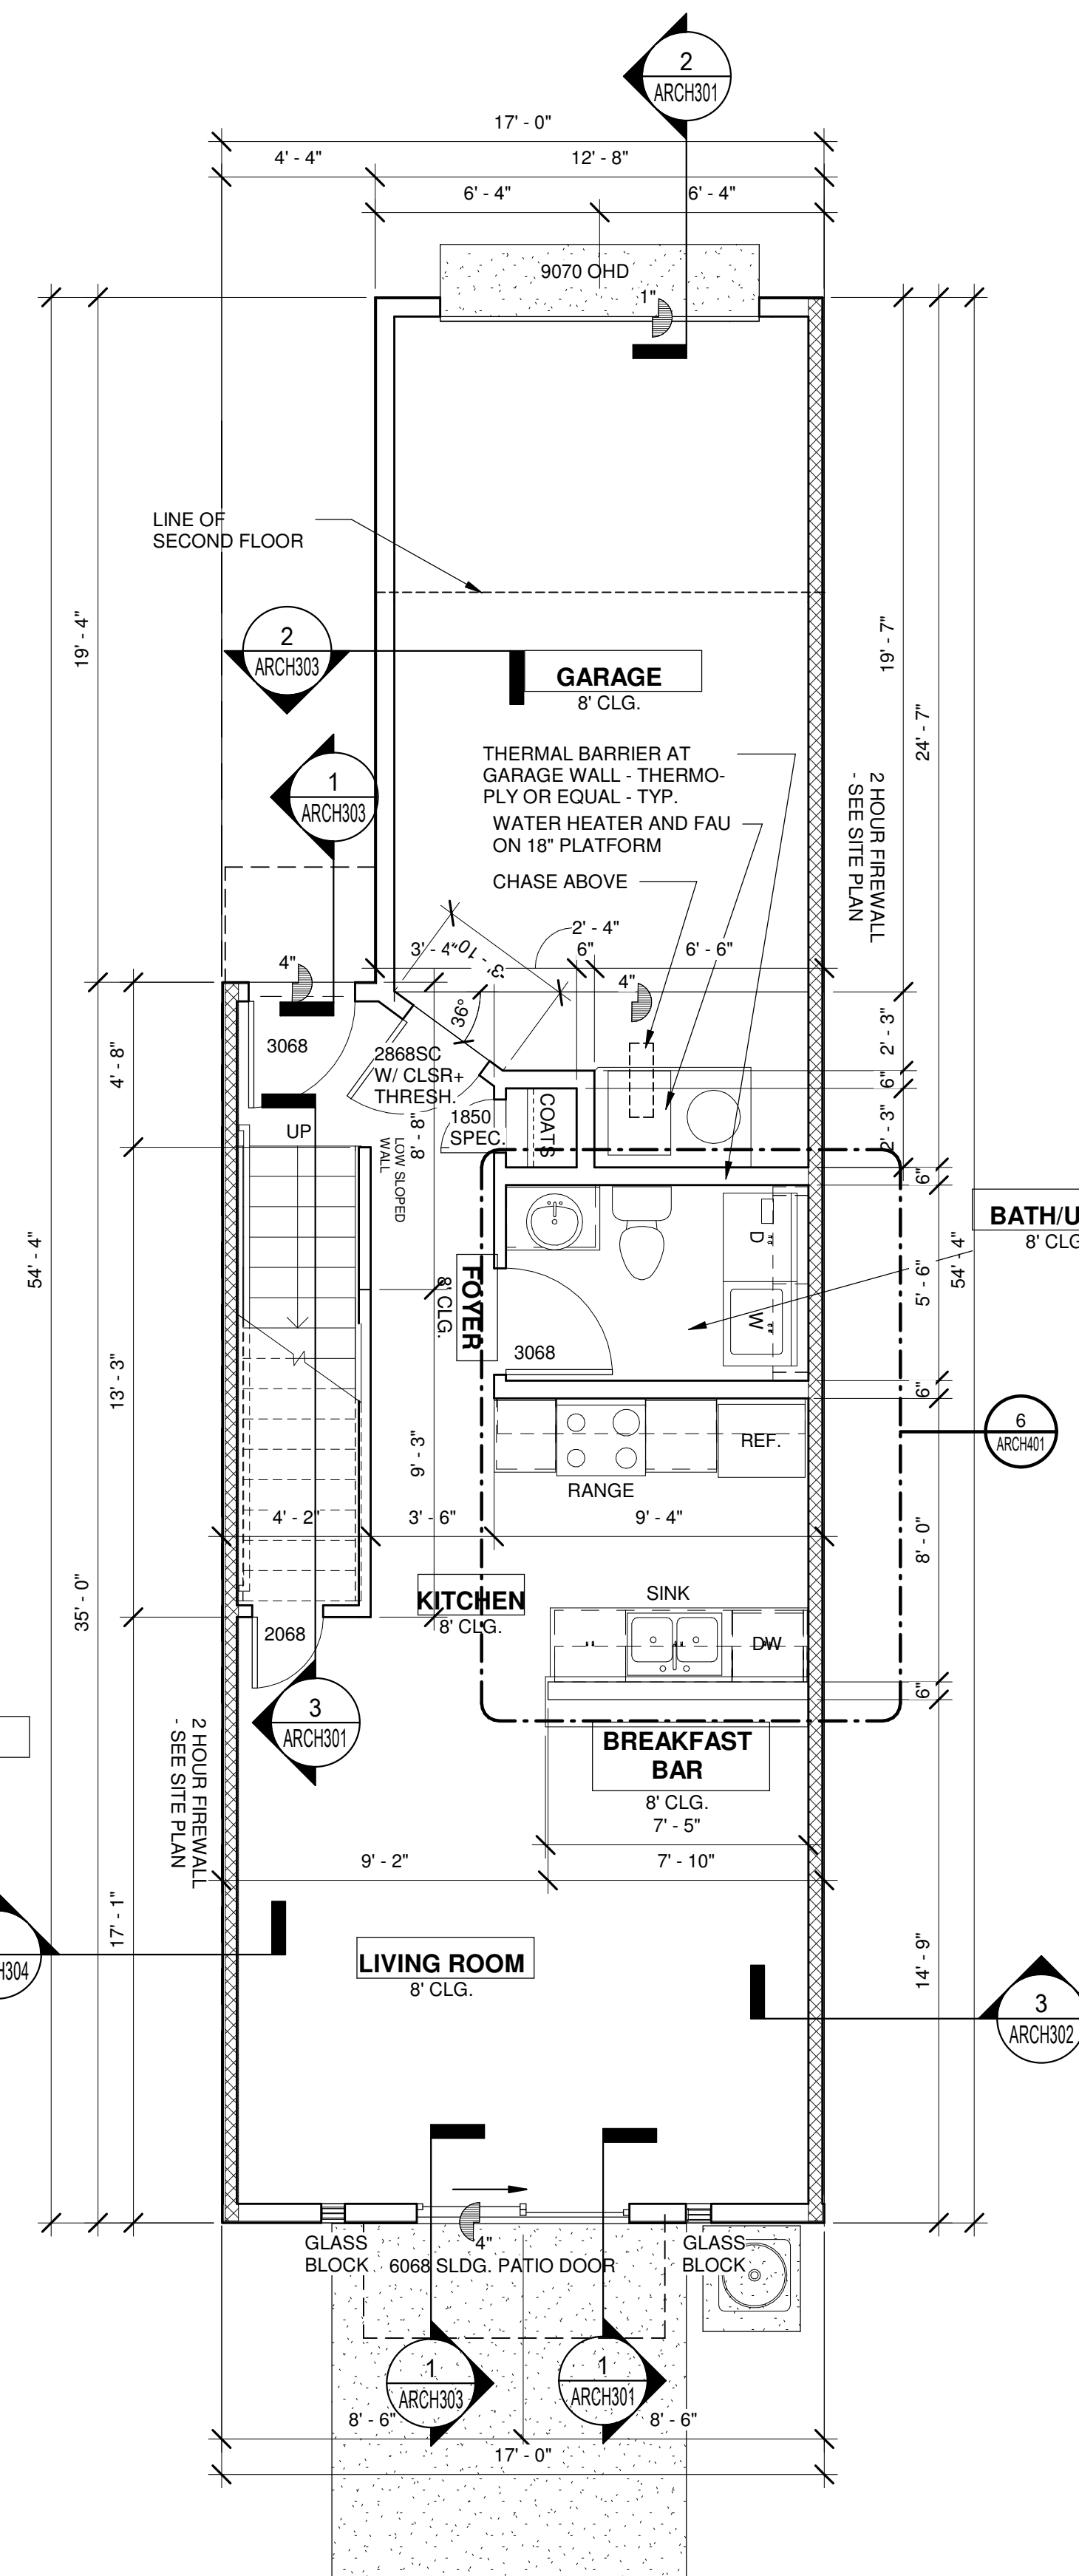 2
ARCH301
17' - 0"
4' - 4"
12' - 8"
6' - 4"
6' - 4"
9070 OHD
1"
LINE OF
SECOND FLOOR
19' - 4"
19' - 7"
24' - 7"
2
ARCH303
GARAGE
8' CLG.
THERMAL BARRIER AT
GARAGE WALL - THERMO-
PLY OR EQUAL - TYP.
WATER HEATER AND FAU
ON 18" PLATFORM
CHASE ABOVE
2 HOUR FIREWALL
- SEE SITE PLAN
1
ARCH303
2' - 4"
3' - 4"
3' - 10"
6"
6' - 6"
4"
4"
36°
3068
2868SC
W/ CLSR+
THRESH.
4' - 8"
2' - 3"
6"
2' - 3"
1850
SPEC.
COATS
UP
8' - 8"
LOW SLOPED
WALL
6"
BATH/U
8' CLG
54' - 4"
54' - 4"
D
W
5' - 6"
FOYER
8' CLG.
3068
13' - 3"
6"
9' - 3"
REF.
RANGE
6
ARCH401
4' - 2"
3' - 6"
9' - 4"
8' - 0"
35' - 0"
KITCHEN
8' CLG.
SINK
DW
2068
6"
3
ARCH301
2 HOUR FIREWALL
- SEE SITE PLAN
BREAKFAST
BAR
8' CLG.
7' - 5"
9' - 2"
7' - 10"
17' - 1"
14' - 9"
H304
LIVING ROOM
8' CLG.
3
ARCH302
GLASS
BLOCK
4"
6068 SLDG. PATIO DOOR
GLASS
BLOCK
1
ARCH303
1
ARCH301
8' - 6"
8' - 6"
17' - 0"